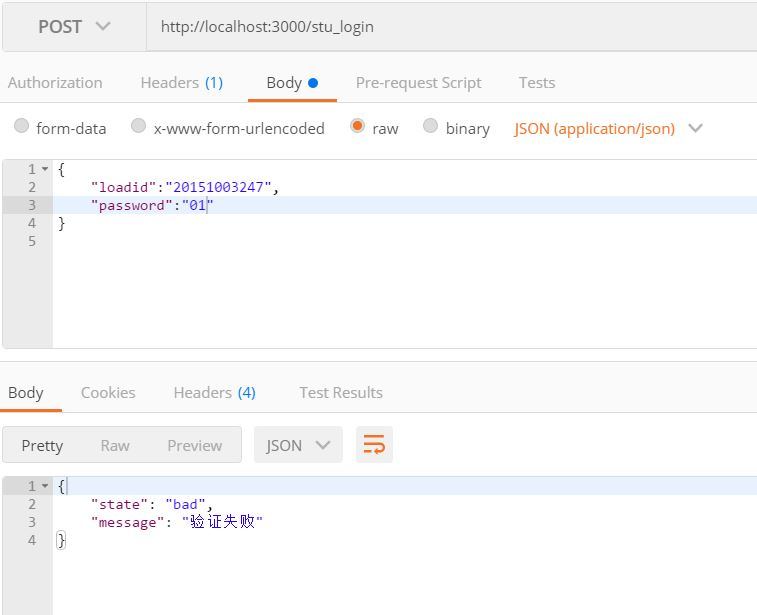 POST http://localhost:3000/stu_login
Authorization Headers (1) Body Pre-request Script Tests
form-data x-www-form-urlencoded raw binary JSON (application/json)
1 {
2 "loadid":"20151003247",
3 "password":"01"
4 }
5
Body Cookies Headers (4) Test Results
Pretty Raw Preview JSON
1 {
2 "state": "bad",
3 "message": "验证失败"
4 }